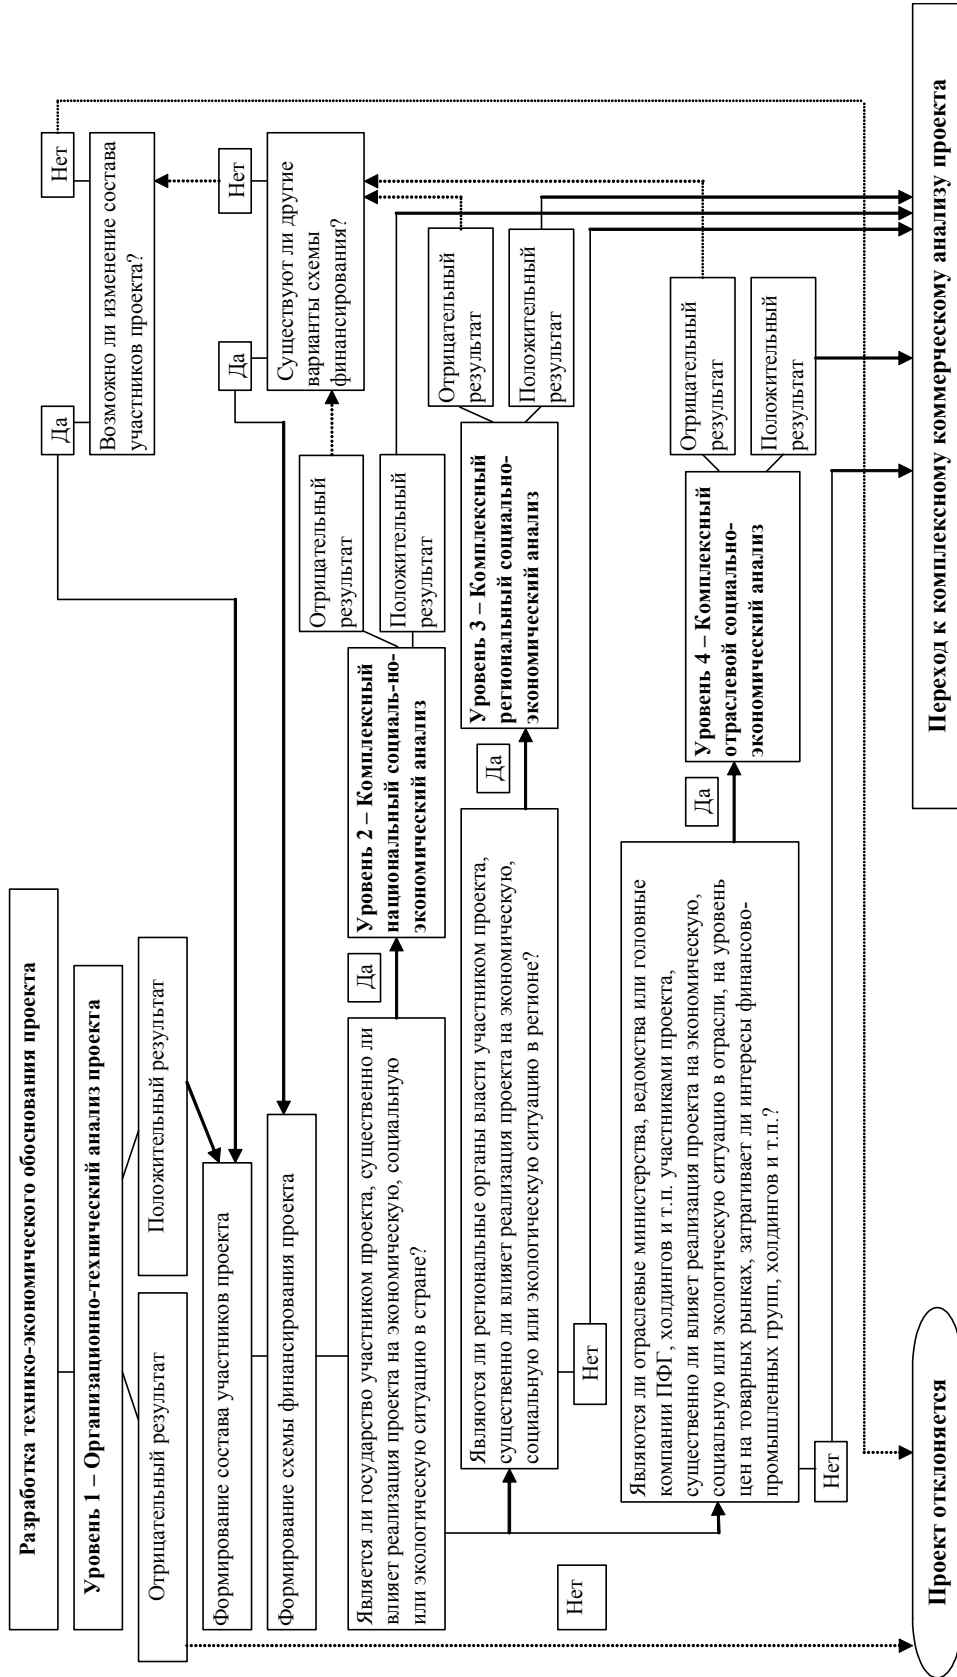 Разработка технико-экономического обоснования проекта
Уровень 1 – Организационно-технический анализ проекта
Отрицательный результат
Положительный результат
Формирование состава участников проекта
Формирование схемы финансирования проекта
Является ли государство участником проекта, существенно ли
влияет реализация проекта на экономическую, социальную
или экологическую ситуацию в стране?
Да
Уровень 2 – Комплексный
национальный социаль-но-
экономический анализ
Отрицательный
результат
Положительный
результат
Нет
Являются ли региональные органы власти участником проекта,
существенно ли влияет реализация проекта на экономическую,
социальную или экологическую ситуацию в регионе?
Да
Нет
Уровень 3 – Комплексный
региональный социально-
экономический анализ
Отрицательный
результат
Положительный
результат
Являются ли отраслевые министерства, ведомства или головные
компании ПФГ, холдингов и т.п. участниками проекта,
существенно ли влияет реализация проекта на экономическую,
социальную или экологическую ситуацию в отрасли, на уровень
цен на товарных рынках, затрагивает ли интересы финансово-
промышленных групп, холдингов и т.п.?
Да
Нет
Уровень 4 – Комплексный
отраслевой социально-
экономический анализ
Отрицательный
результат
Положительный
результат
Да
Нет
Возможно ли изменение состава
участников проекта?
Да
Нет
Существуют ли другие
варианты схемы
финансирования?
Проект отклоняется
Переход к комплексному коммерческому анализу проекта